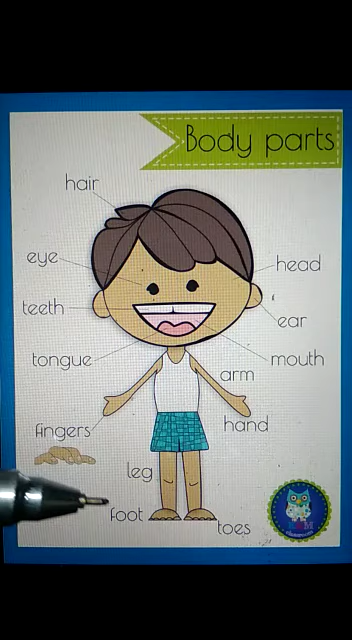 Body parts
hair
eye
head
teeth
ear
tongue
mouth
arm
fingers
hand
leg
foot
toes